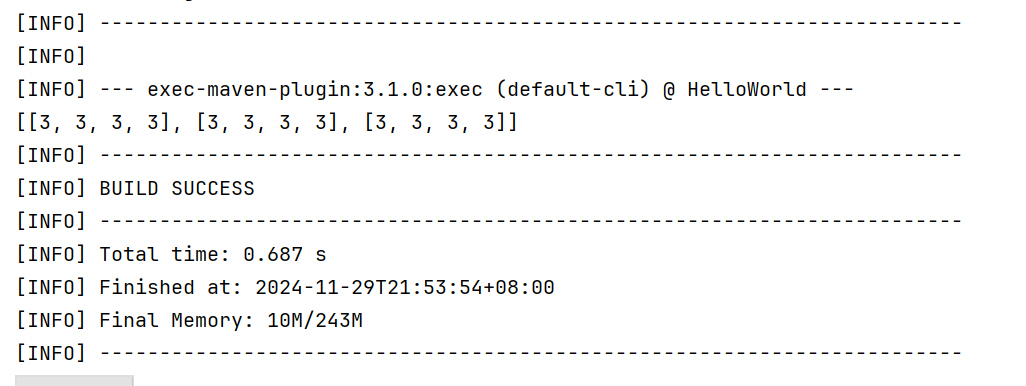 [INFO] ------------------------------------------------------------------------
[INFO]
[INFO] --- exec-maven-plugin:3.1.0:exec (default-cli) @ HelloWorld ---
[[3, 3, 3, 3], [3, 3, 3, 3], [3, 3, 3, 3]]
[INFO] ------------------------------------------------------------------------
[INFO] BUILD SUCCESS
[INFO] ------------------------------------------------------------------------
[INFO] Total time: 0.687 s
[INFO] Finished at: 2024-11-29T21:53:54+08:00
[INFO] Final Memory: 10M/243M
[INFO] ------------------------------------------------------------------------